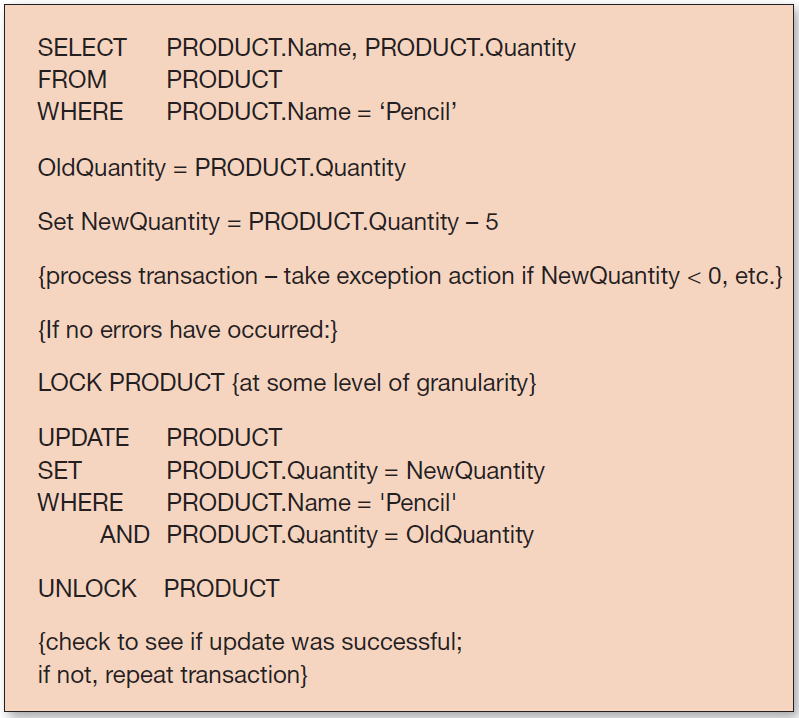 SELECT PRODUCT.Name, PRODUCT.Quantity
FROM PRODUCT
WHERE PRODUCT.Name = ‘Pencil’
OldQuantity = PRODUCT.Quantity
Set NewQuantity = PRODUCT.Quantity – 5
{process transaction – take exception action if NewQuantity < 0, etc.}
{If no errors have occurred:}
LOCK PRODUCT {at some level of granularity}
UPDATE PRODUCT
SET PRODUCT.Quantity = NewQuantity
WHERE PRODUCT.Name = 'Pencil'
AND PRODUCT.Quantity = OldQuantity
UNLOCK PRODUCT
{check to see if update was successful;
if not, repeat transaction}